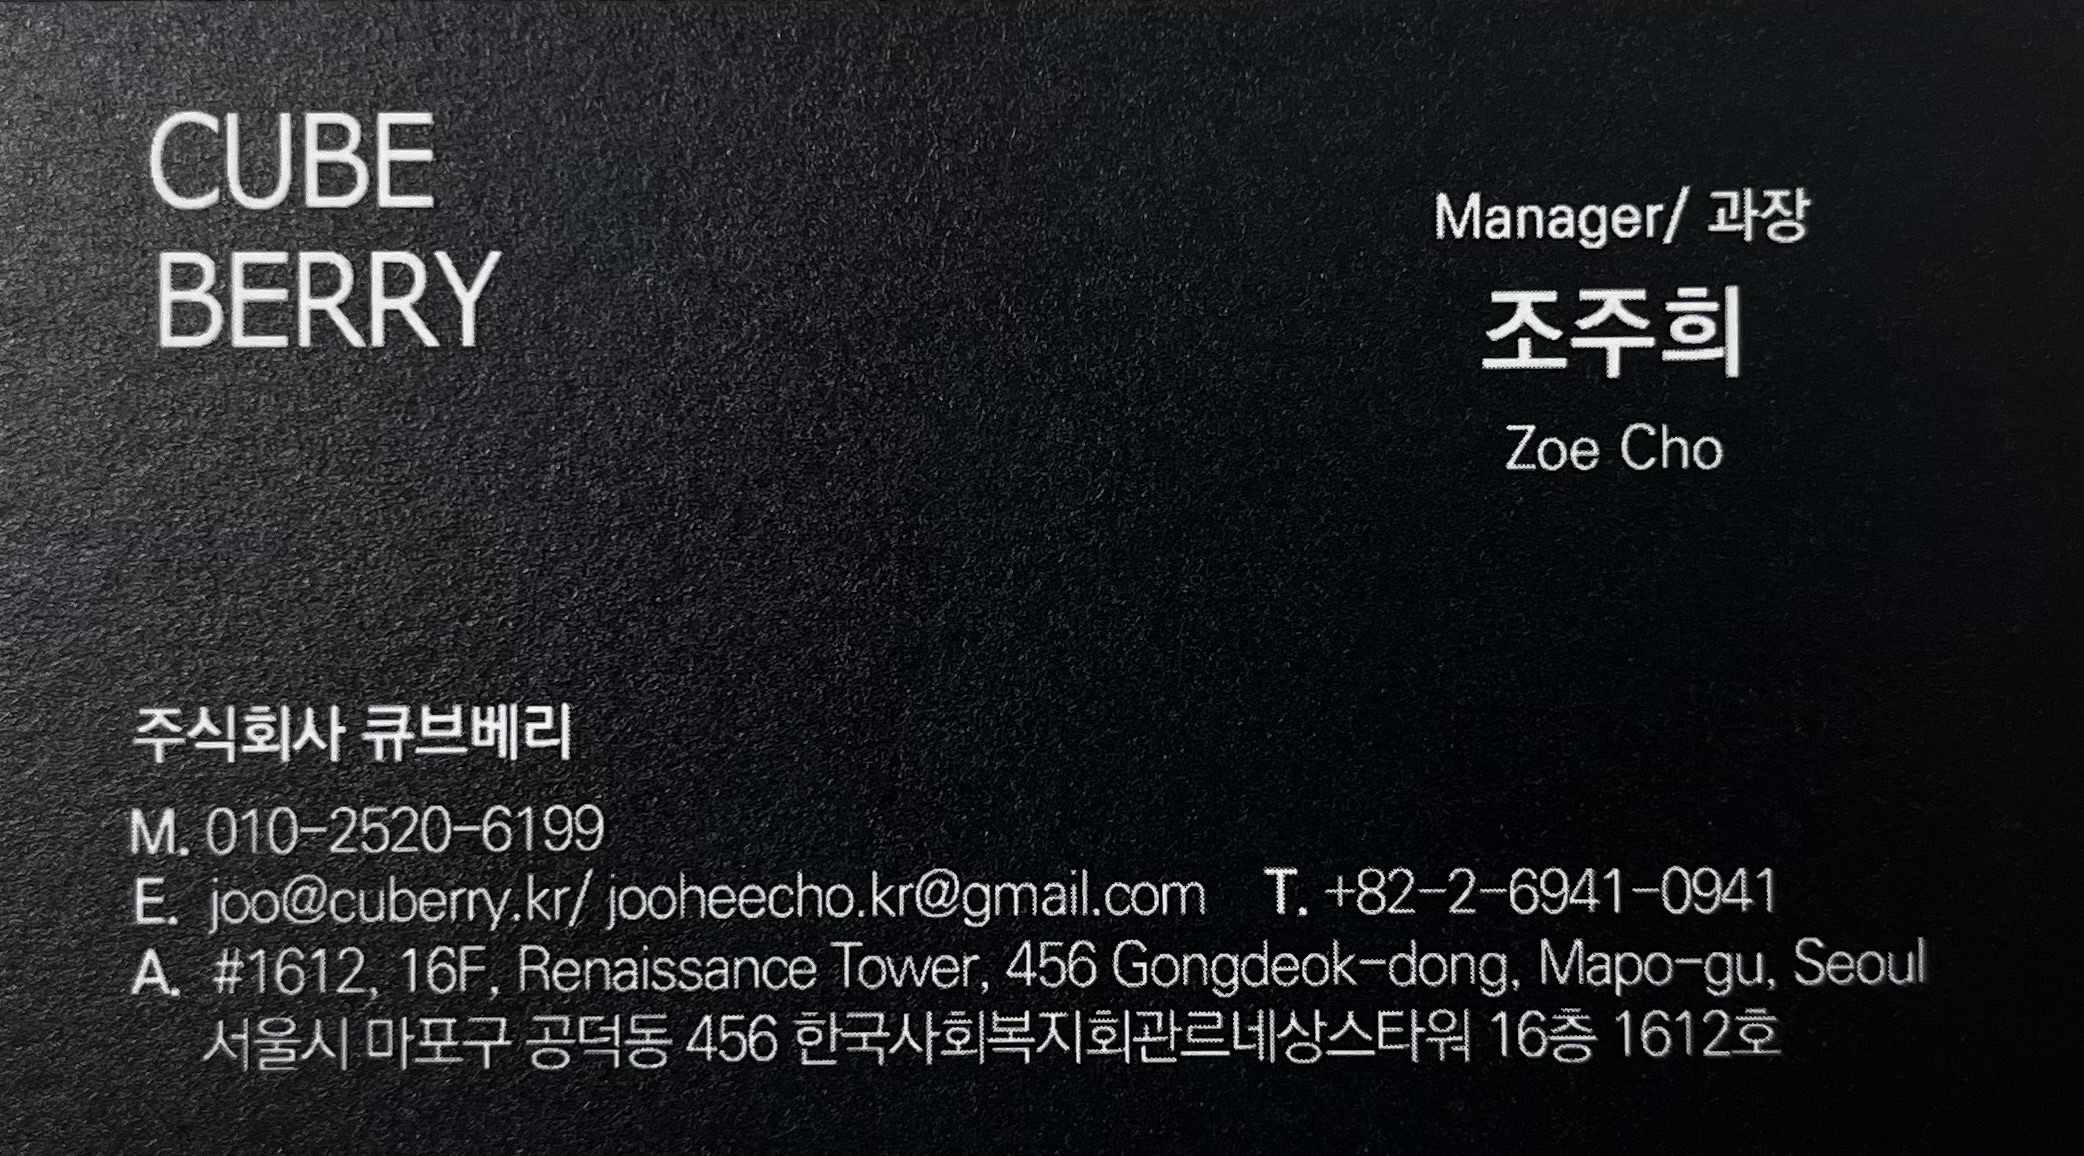 CUBE
BERRY
Manager/ 과장
조주희
Zoe Cho
주식회사 큐브베리
M. 010-2520-6199
E. joo@cuberry.kr/ jooheecho.kr@gmail.com T. +82-2-6941-0941
A. #1612, 16F, Renaissance Tower, 456 Gongdeok-dong, Mapo-gu, Seoul
서울시 마포구 공덕동 456 한국사회복지회관르네상스타워 16층 1612호